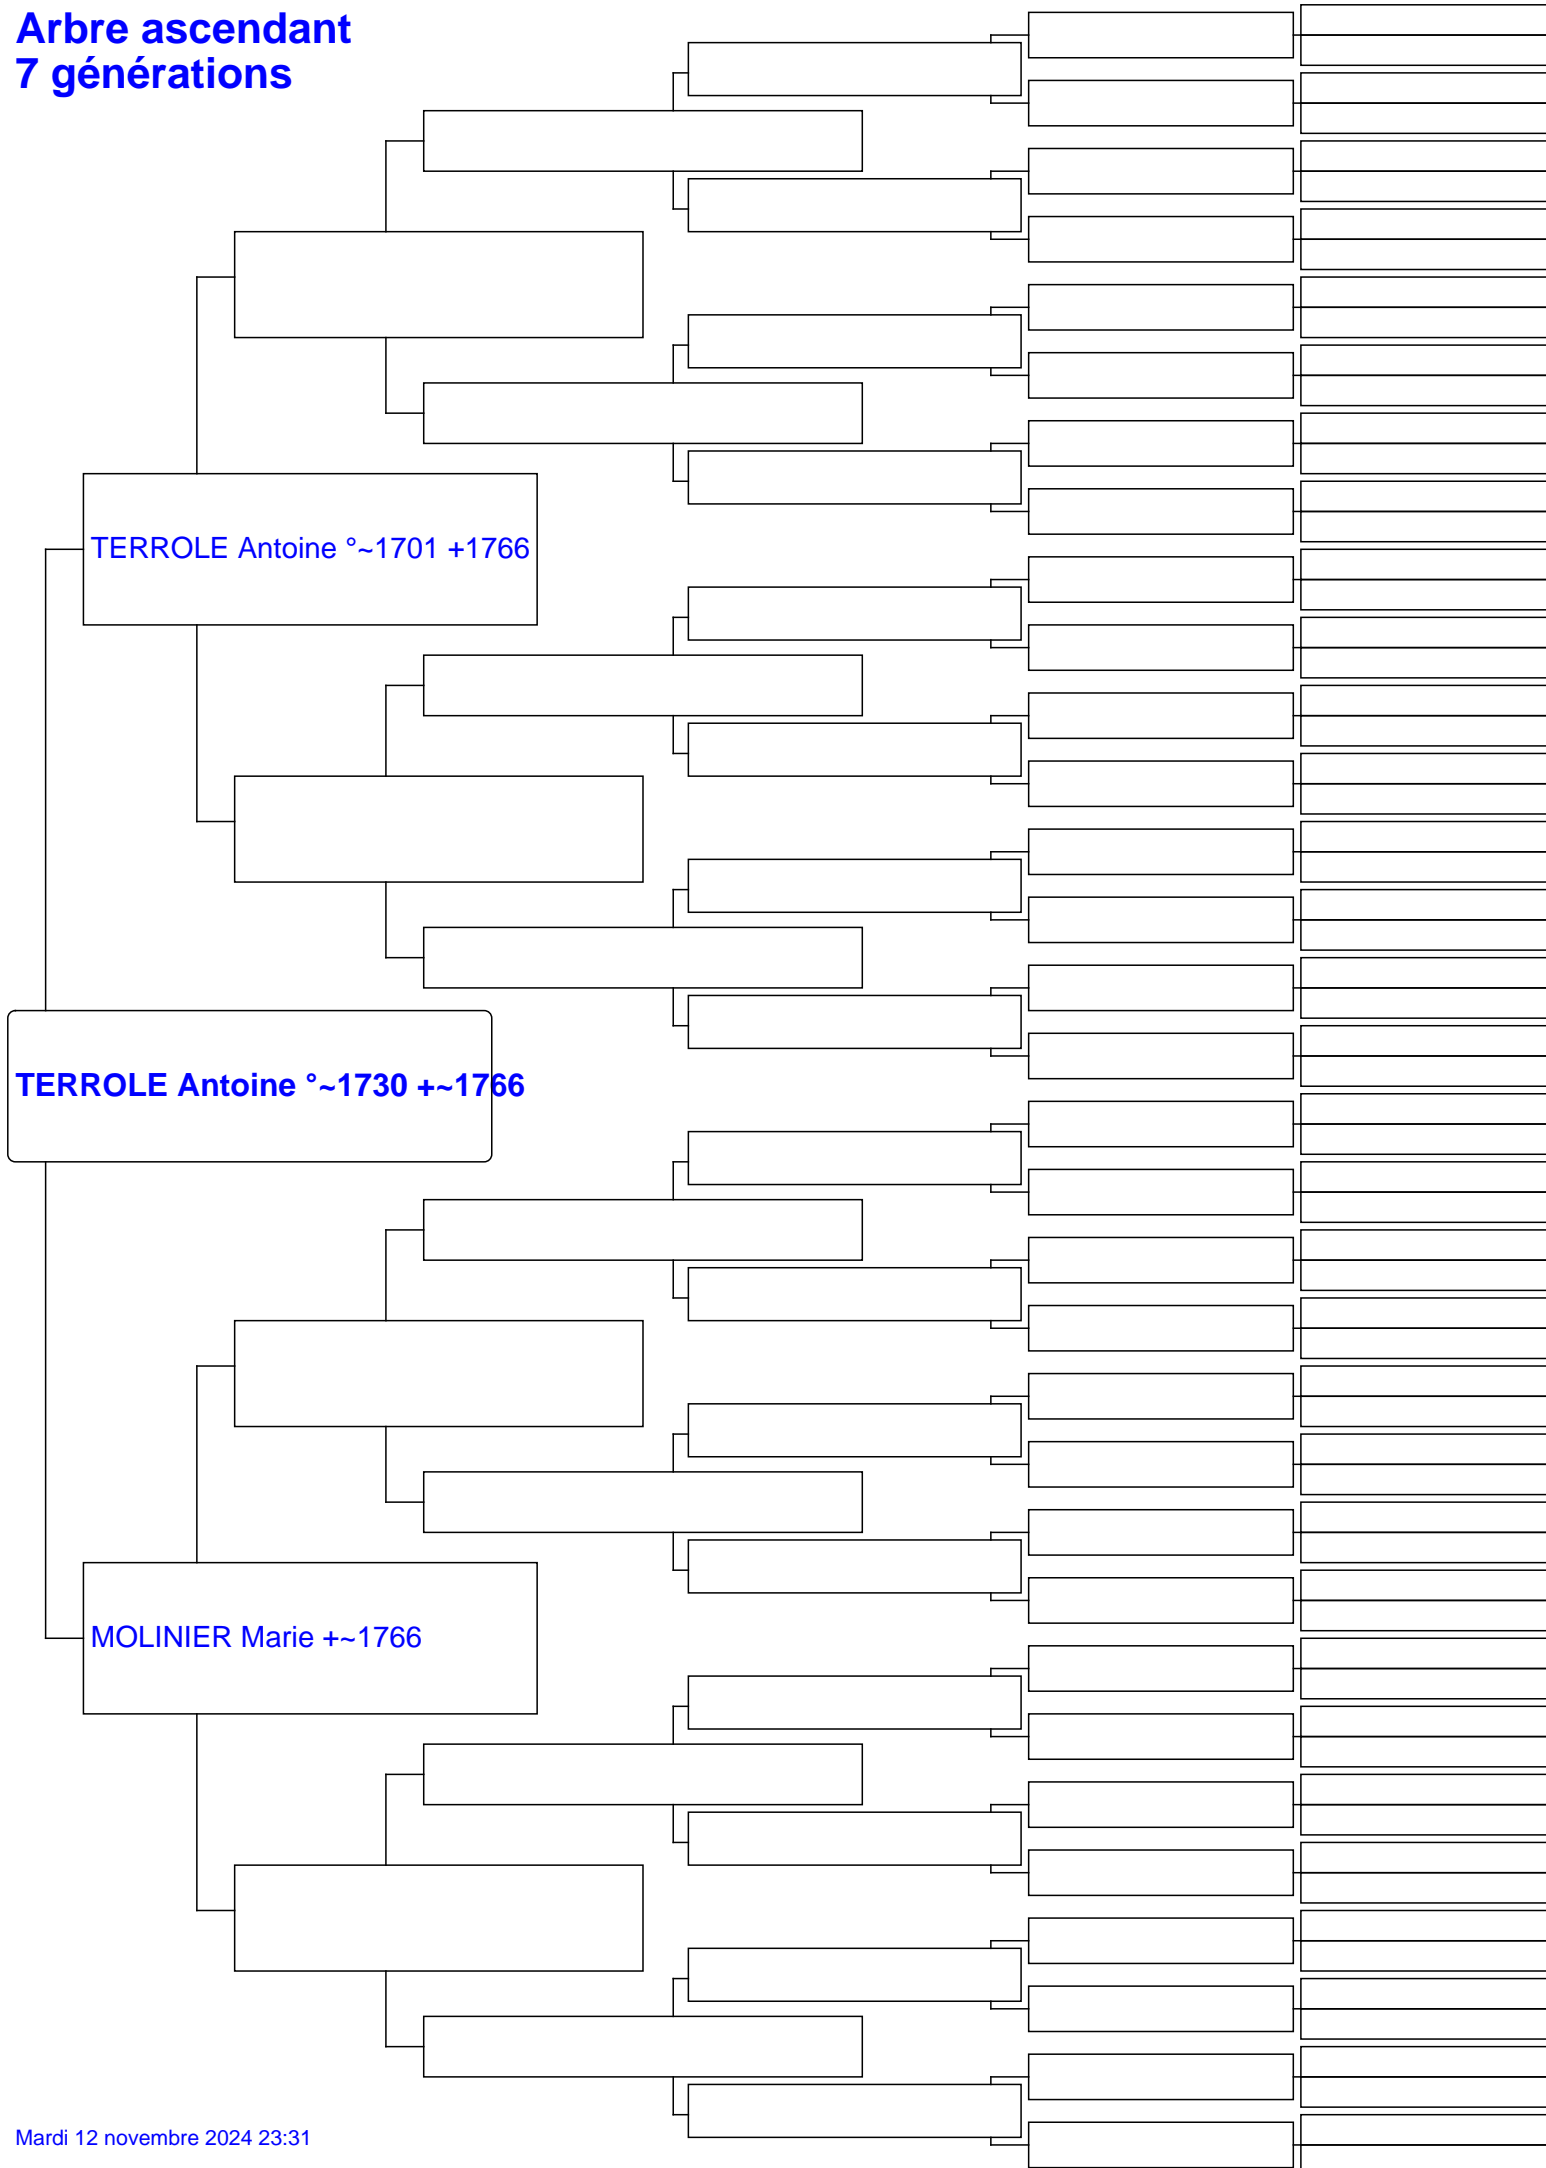 Arbre ascendant
7 générations
TERROLE Antoine °~1701 +1766
TERROLE Antoine °~1730 +~1766
MOLINIER Marie +~1766
Mardi 12 novembre 2024 23:31